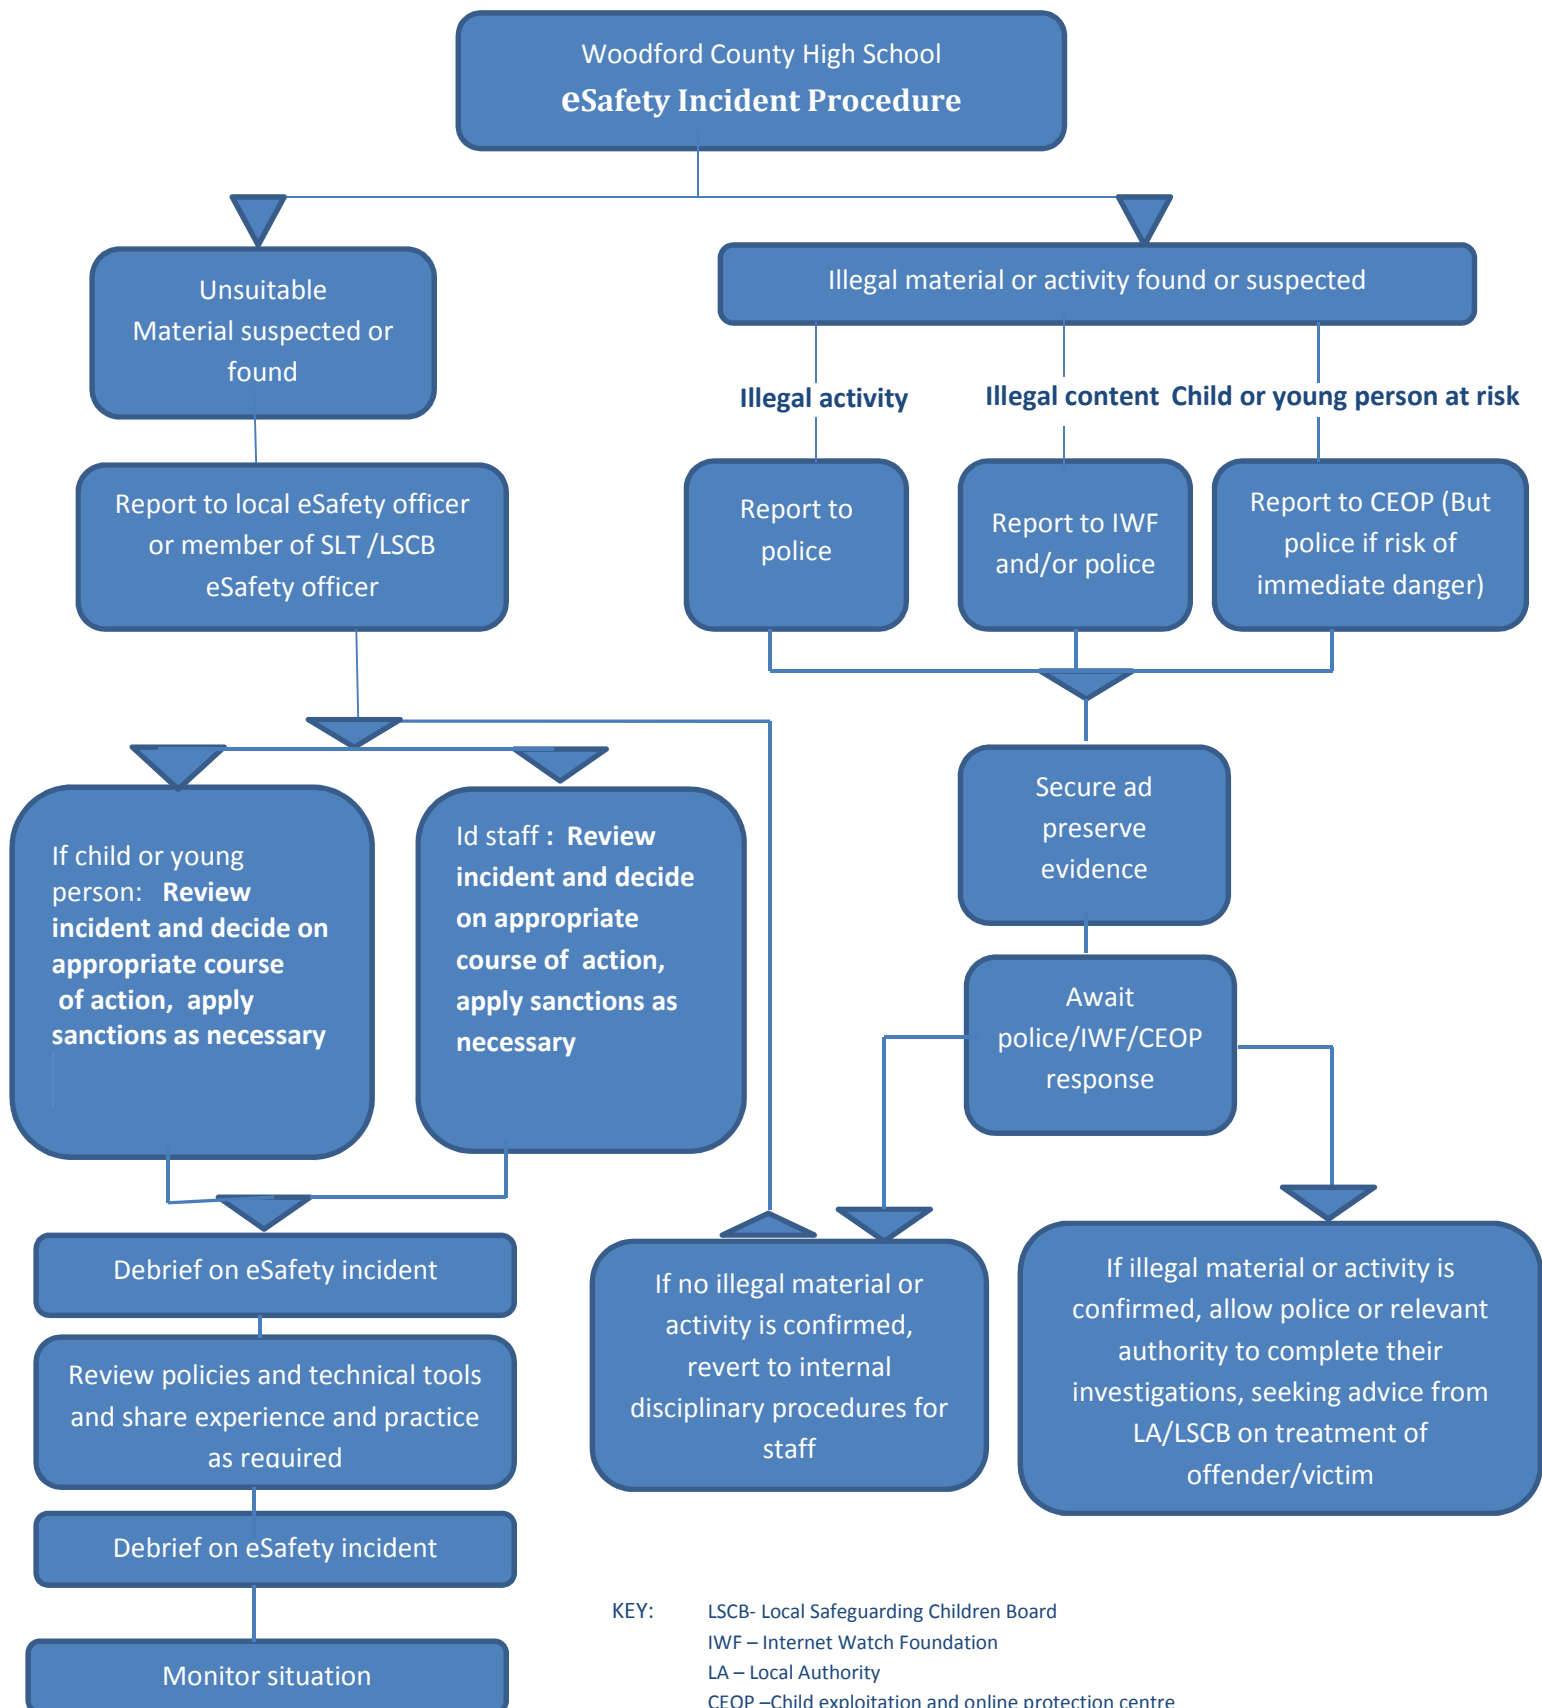 Woodford County High School
eSafety Incident Procedure
Unsuitable
Material suspected or
found
Illegal material or activity found or suspected
Illegal activity
Illegal content
Child or young person at risk
Report to local eSafety officer
or member of SLT /LSCB
eSafety officer
Report to
police
Report to IWF
and/or police
Report to CEOP (But
police if risk of
immediate danger)
Secure ad
preserve
evidence
If child or young
person: Review
incident and decide on
appropriate course
of action, apply
sanctions as necessary
Id staff : Review
incident and decide
on appropriate
course of action,
apply sanctions as
necessary
Await
police/IWF/CEOP
response
Debrief on eSafety incident
If no illegal material or
activity is confirmed,
revert to internal
disciplinary procedures for
staff
If illegal material or activity is
confirmed, allow police or relevant
authority to complete their
investigations, seeking advice from
LA/LSCB on treatment of
offender/victim
Review policies and technical tools
and share experience and practice
as required
Debrief on eSafety incident
Monitor situation
KEY: LSCB- Local Safeguarding Children Board
IWF – Internet Watch Foundation
LA – Local Authority
CEOP –Child exploitation and online protection centre